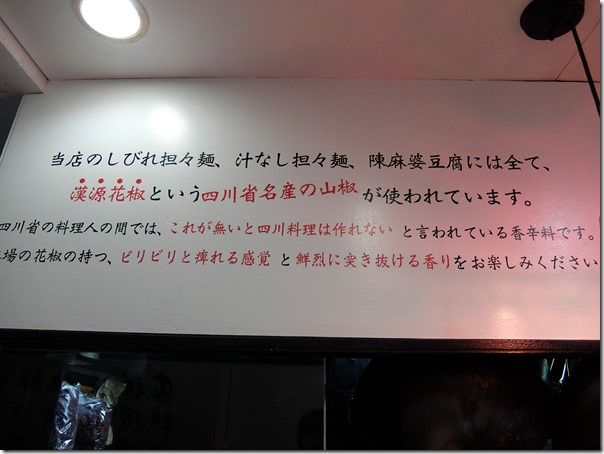 当店のしびれ担々麺、汁なし担々麺、陳麻婆豆腐には全て、
漢源花椒という四川省名産の山椒が使われています。
四川省の料理人の間では、これが無いと四川料理は作れないと言われている香辛料です。
場の花椒の持つ、ビリビリと痺れる感覚と鮮烈に突き抜ける香りをお楽しみください